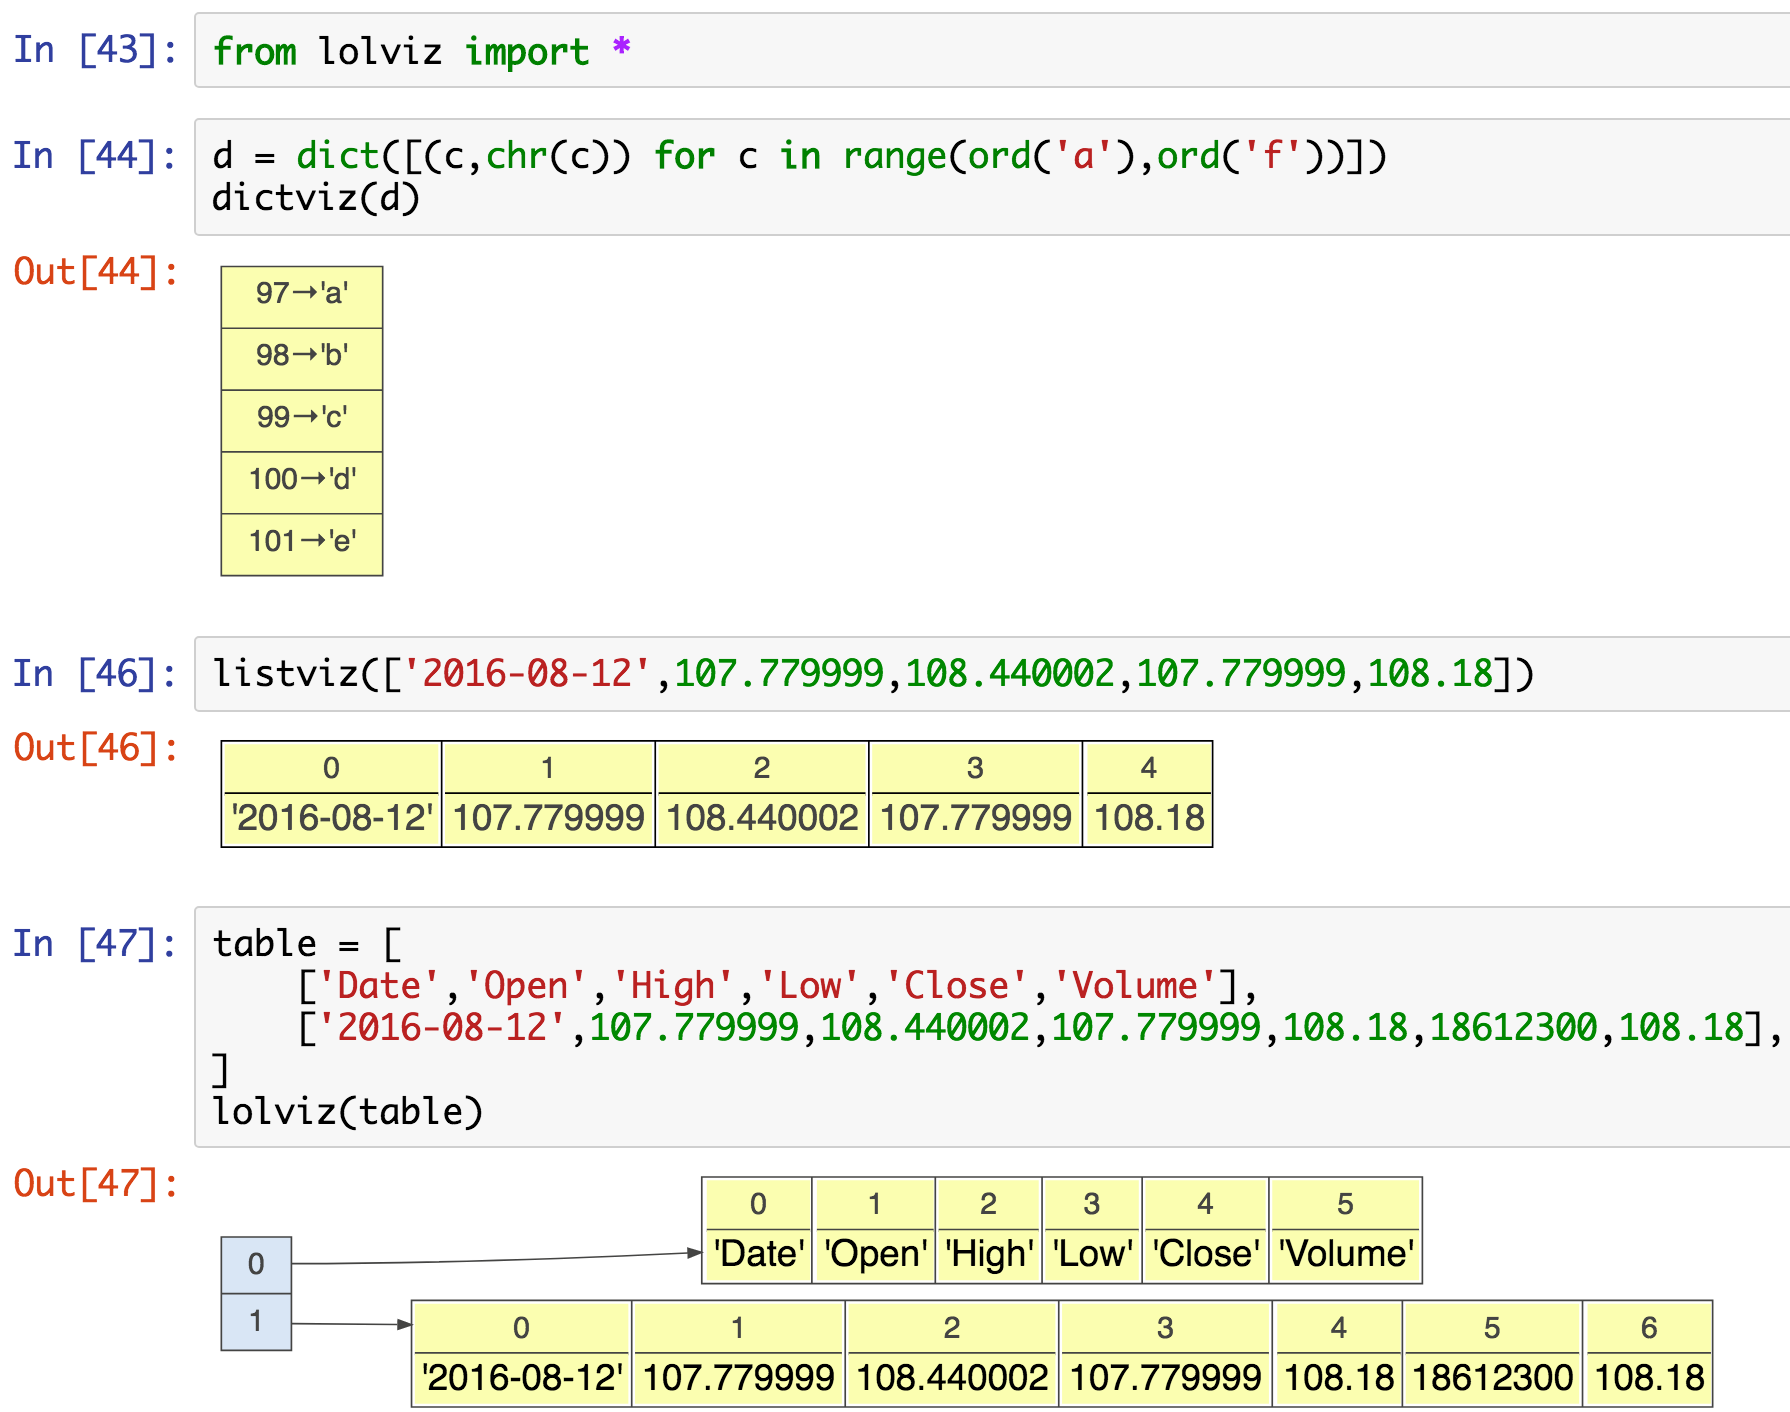 In [43]: from lolviz import *
In [44]: d = dict([(c,chr(c)) for c in range(ord('a'),ord('f'))])
dictviz(d)
Out[44]:
97→'a'
98→'b'
99→'c'
100→'d'
101→'e'
In [46]: listviz(['2016-08-12',107.779999,108.440002,107.779999,108.18])
Out[46]:
0 1 2 3 4
'2016-08-12' 107.779999 108.440002 107.779999 108.18
In [47]: table = [
    ['Date','Open','High','Low','Close','Volume'],
    ['2016-08-12',107.779999,108.440002,107.779999,108.18,18612300,108.18],
]
lolviz(table)
Out[47]:
0 1 2 3 4 5
0 'Date' 'Open' 'High' 'Low' 'Close' 'Volume'
1 0 1 2 3 4 5 6
'2016-08-12' 107.779999 108.440002 107.779999 108.18 18612300 108.18